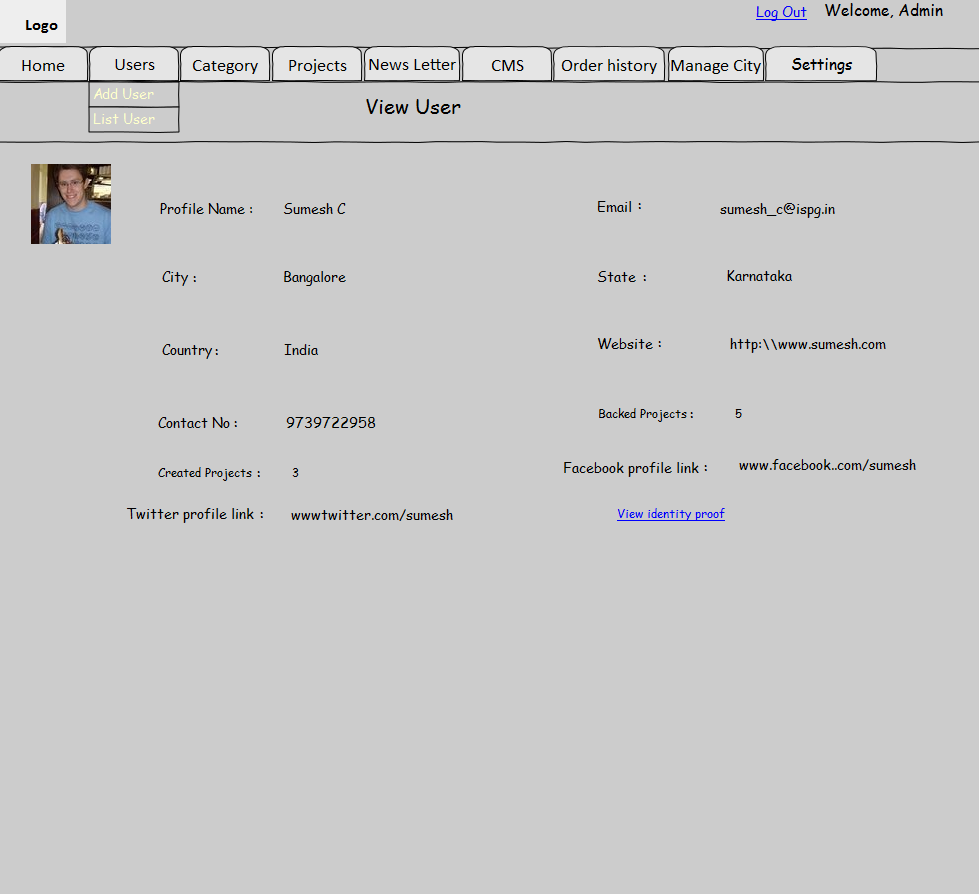 Logo
Log Out Welcome, Admin
Home Users Category Projects News Letter CMS Order history Manage City Settings
Add User
List User
View User
Profile Name : Sumesh C Email : sumesh_c@ispg.in
City : Bangalore State : Karnataka
Country : India Website : http:\\www.sumesh.com
Contact No : 9739722958 Backed Projects : 5
Created Projects : 3 Facebook profile link : www.facebook..com/sumesh
Twitter profile link : wwwtwitter.com/sumesh View identity proof